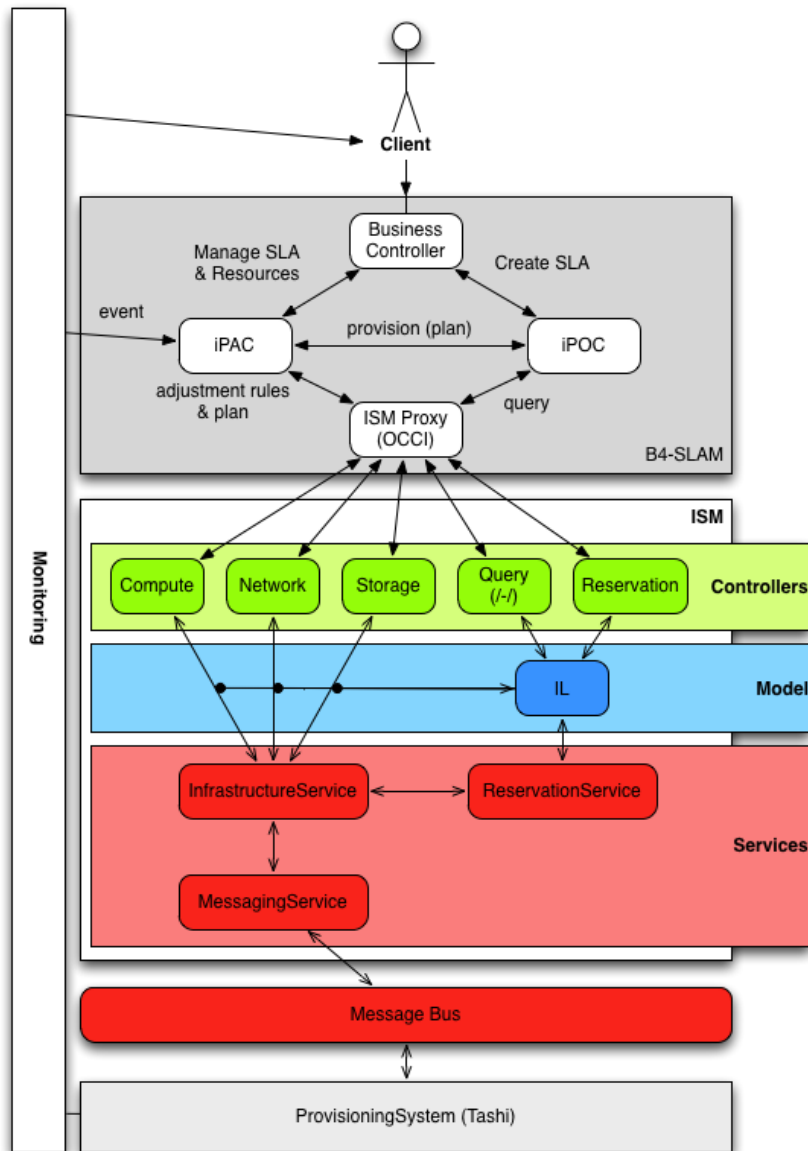 Client
Business
Controller
Manage SLA
& Resources
Create SLA
event
iPAC
provision (plan)
iPOC
adjustment rules
& plan
ISM Proxy
(OCCI)
query
B4-SLAM
ISM
Monitoring
Compute
Network
Storage
Query
(/-/)
Reservation
Controllers
IL
Model
InfrastructureService
ReservationService
Services
MessagingService
Message Bus
ProvisioningSystem (Tashi)